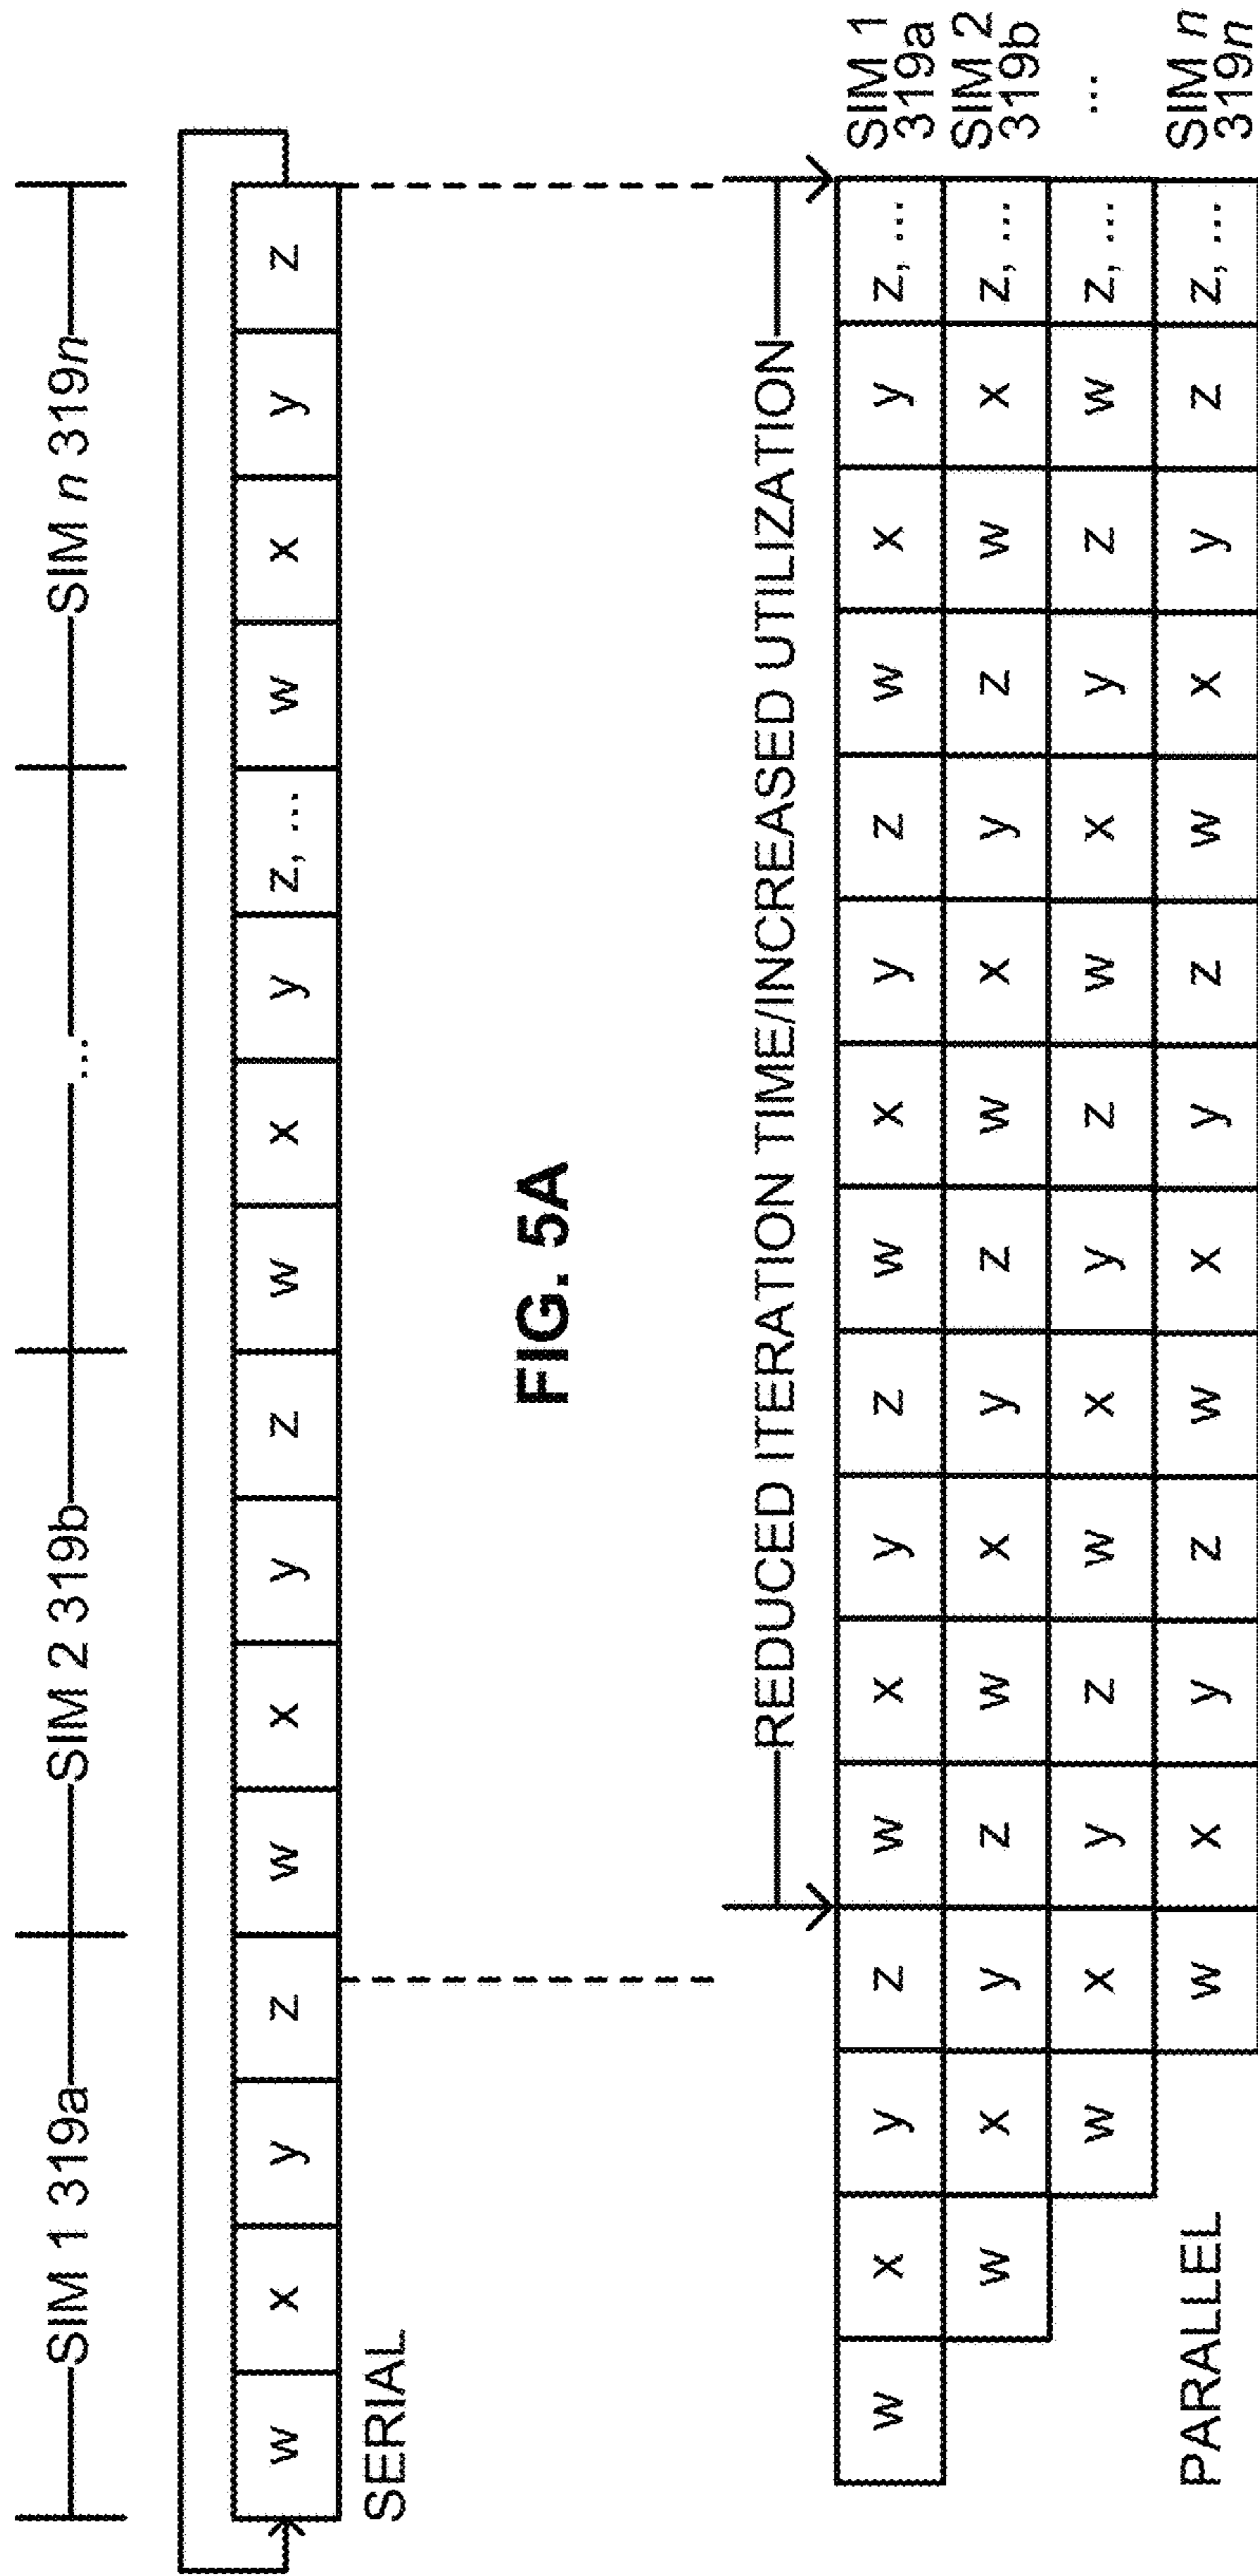 SIM 1 319a SIM 2 319b ... SIM n 319n
w x y z w x y z w x y z, ... w x y z
SERIAL
FIG. 5A
REDUCED ITERATION TIME/INCREASED UTILIZATION
w x y z w x y z w x y z w x y z, ... SIM 1 319a
w x y z w x y z w x y z w x z, ... SIM 2 319b
w x y z w x y z w x y z w z, ... ...
w x y z w x y z w x y z z, ... SIM n 319n
PARALLEL